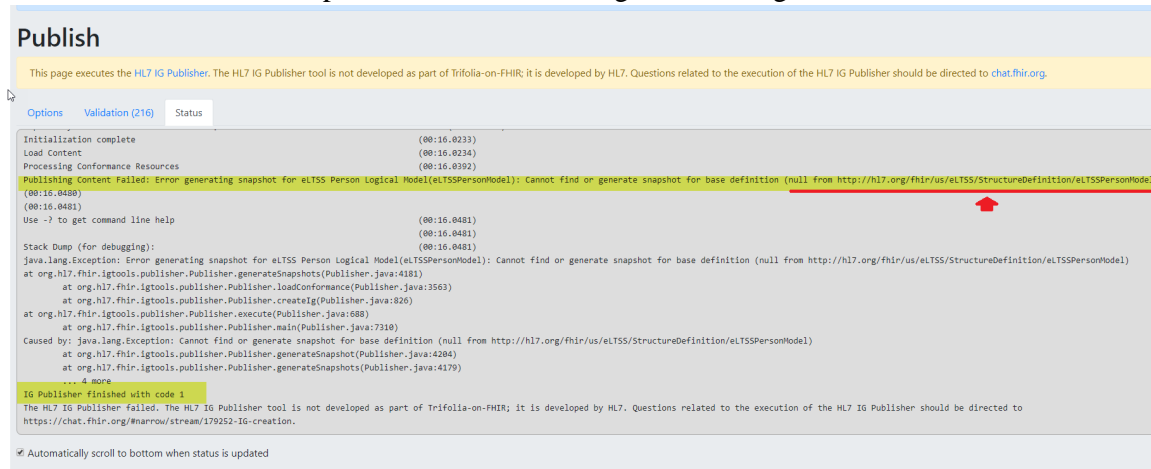 Publish
This page executes the HL7 IG Publisher. The HL7 IG Publisher tool is not developed as part of Trifolia-on-FHIR; it is developed by HL7. Questions related to the execution of the HL7 IG Publisher should be directed to chat.fhir.org.
Options Validation (216) Status
Initialization complete (00:16.0233)
Load Content (00:16.0234)
Processing Conformance Resources (00:16.0392)
Publishing Content Failed: Error generating snapshot for eLTSS Person Logical Model(eLTSSPersonModel): Cannot find or generate snapshot for base definition (null from http://hl7.org/fhir/us/eLTSS/StructureDefinition/eLTSSPersonModel
(00:16.0480)
(00:16.0481)
Use -? to get command line help (00:16.0481)
(00:16.0481)
Stack Dump (for debugging): (00:16.0481)
java.lang.Exception: Error generating snapshot for eLTSS Person Logical Model(eLTSSPersonModel): Cannot find or generate snapshot for base definition (null from http://hl7.org/fhir/us/eLTSS/StructureDefinition/eLTSSPersonModel)
at org.hl7.fhir.igtools.publisher.Publisher.generateSnapshots(Publisher.java:4181)
at org.hl7.fhir.igtools.publisher.Publisher.loadConformance(Publisher.java:3563)
at org.hl7.fhir.igtools.publisher.Publisher.createIg(Publisher.java:826)
at org.hl7.fhir.igtools.publisher.Publisher.execute(Publisher.java:688)
at org.hl7.fhir.igtools.publisher.Publisher.main(Publisher.java:7310)
Caused by: java.lang.Exception: Cannot find or generate snapshot for base definition (null from http://hl7.org/fhir/us/eLTSS/StructureDefinition/eLTSSPersonModel)
at org.hl7.fhir.igtools.publisher.Publisher.generateSnapshot(Publisher.java:4204)
at org.hl7.fhir.igtools.publisher.Publisher.generateSnapshots(Publisher.java:4179)
... 4 more
IG Publisher finished with code 1
The HL7 IG Publisher failed. The HL7 IG Publisher tool is not developed as part of Trifolia-on-FHIR; it is developed by HL7. Questions related to the execution of the HL7 IG Publisher should be directed to
https://chat.fhir.org/#narrow/stream/179252-IG-creation.
Automatically scroll to bottom when status is updated